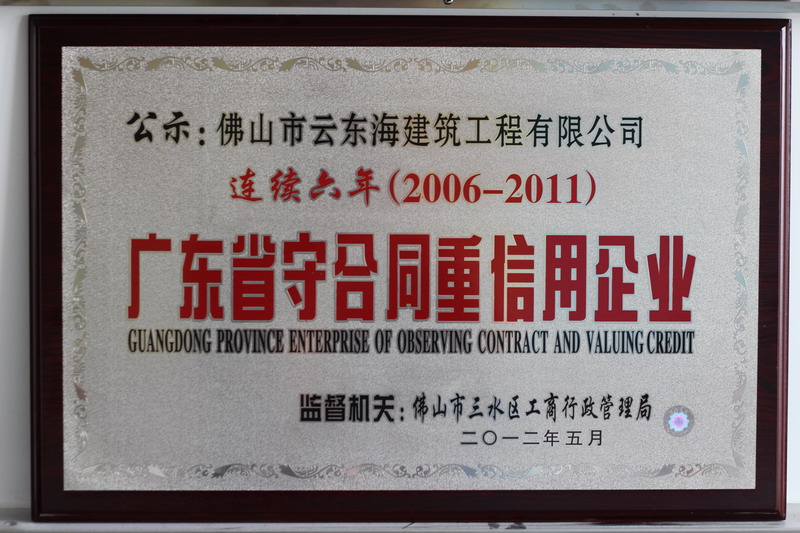 公示：佛山市云东海建筑工程有限公司
连续六年(2006-2011)
广东省守合同重信用企业
GUANGDONG PROVINCE ENTERPRISE OF OBSERVING CONTRACT AND VALUING CREDIT
监督机关：佛山市三水区工商行政管理局
二〇一二年五月